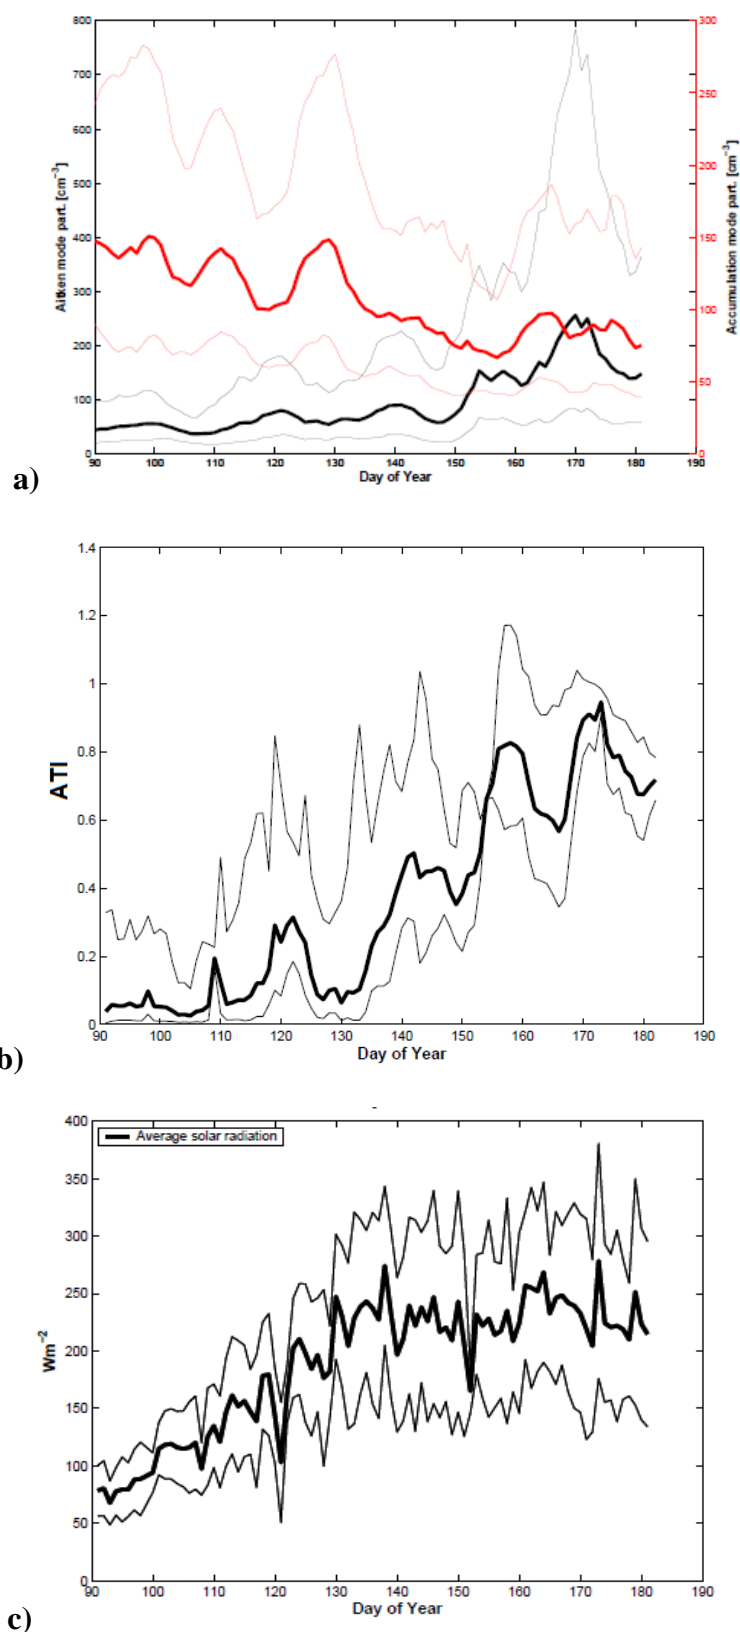 800
700
600
500
400
300
200
100
0
Aitken mode part. [cm⁻³]
300
250
200
150
100
50
0
Accumulation mode part. [cm⁻³]
90 100 110 120 130 140 150 160 170 180 190
Day of Year
a)
1.4
1.2
1
0.8
0.6
0.4
0.2
0
ATI
90 100 110 120 130 140 150 160 170 180 190
Day of Year
b)
400
350
300
250
200
150
100
50
0
Wm⁻²
Average solar radiation
90 100 110 120 130 140 150 160 170 180 190
Day of Year
c)